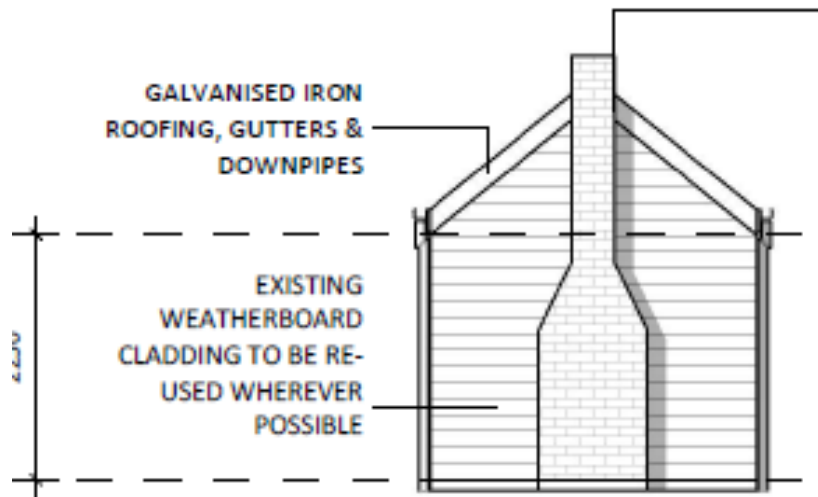 GALVANISED IRON
ROOFING, GUTTERS &
DOWNPIPES
EXISTING
WEATHERBOARD
CLADDING TO BE RE-
USED WHEREVER
POSSIBLE